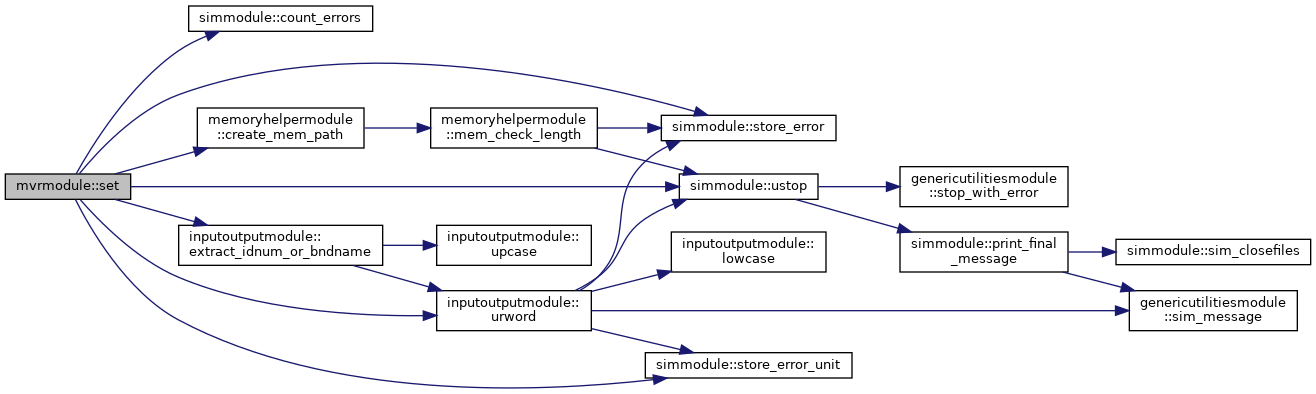 simmodule::count_errors
memoryhelpermodule
::create_mem_path
memoryhelpermodule
::mem_check_length
simmodule::store_error
mvrmodule::set
simmodule::ustop
genericutilitiesmodule
::stop_with_error
inputoutputmodule::
extract_idnum_or_bndname
inputoutputmodule::
upcase
inputoutputmodule::
lowcase
simmodule::print_final
_message
simmodule::sim_closefiles
inputoutputmodule::
urword
genericutilitiesmodule
::sim_message
simmodule::store_error_unit